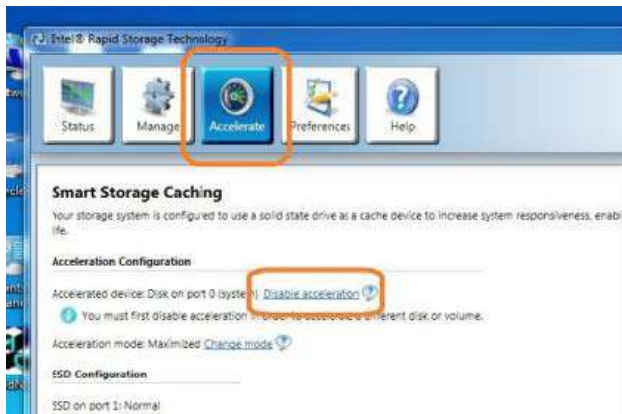 Intel® Rapid Storage Technology
Status Manage Accelerate Preferences Help
Smart Storage Caching
Your storage system is configured to use a solid state drive as a cache device to increase system responsiveness, enabl
life.
Acceleration Configuration
Accelerated device: Disk on port 0 (system) Disable acceleration
You must first disable acceleration in order to accelerate a different disk or volume.
Acceleration mode: Maximized Change mode
SSD Configuration
SSD on port 1: Normal